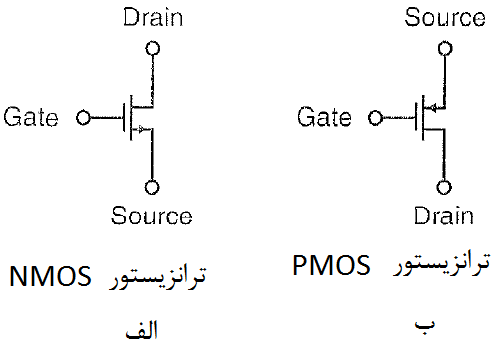 Drain
Gate
Source
ترانزیستور NMOS
الف
Source
Gate
Drain
ترانزیستور PMOS
ب